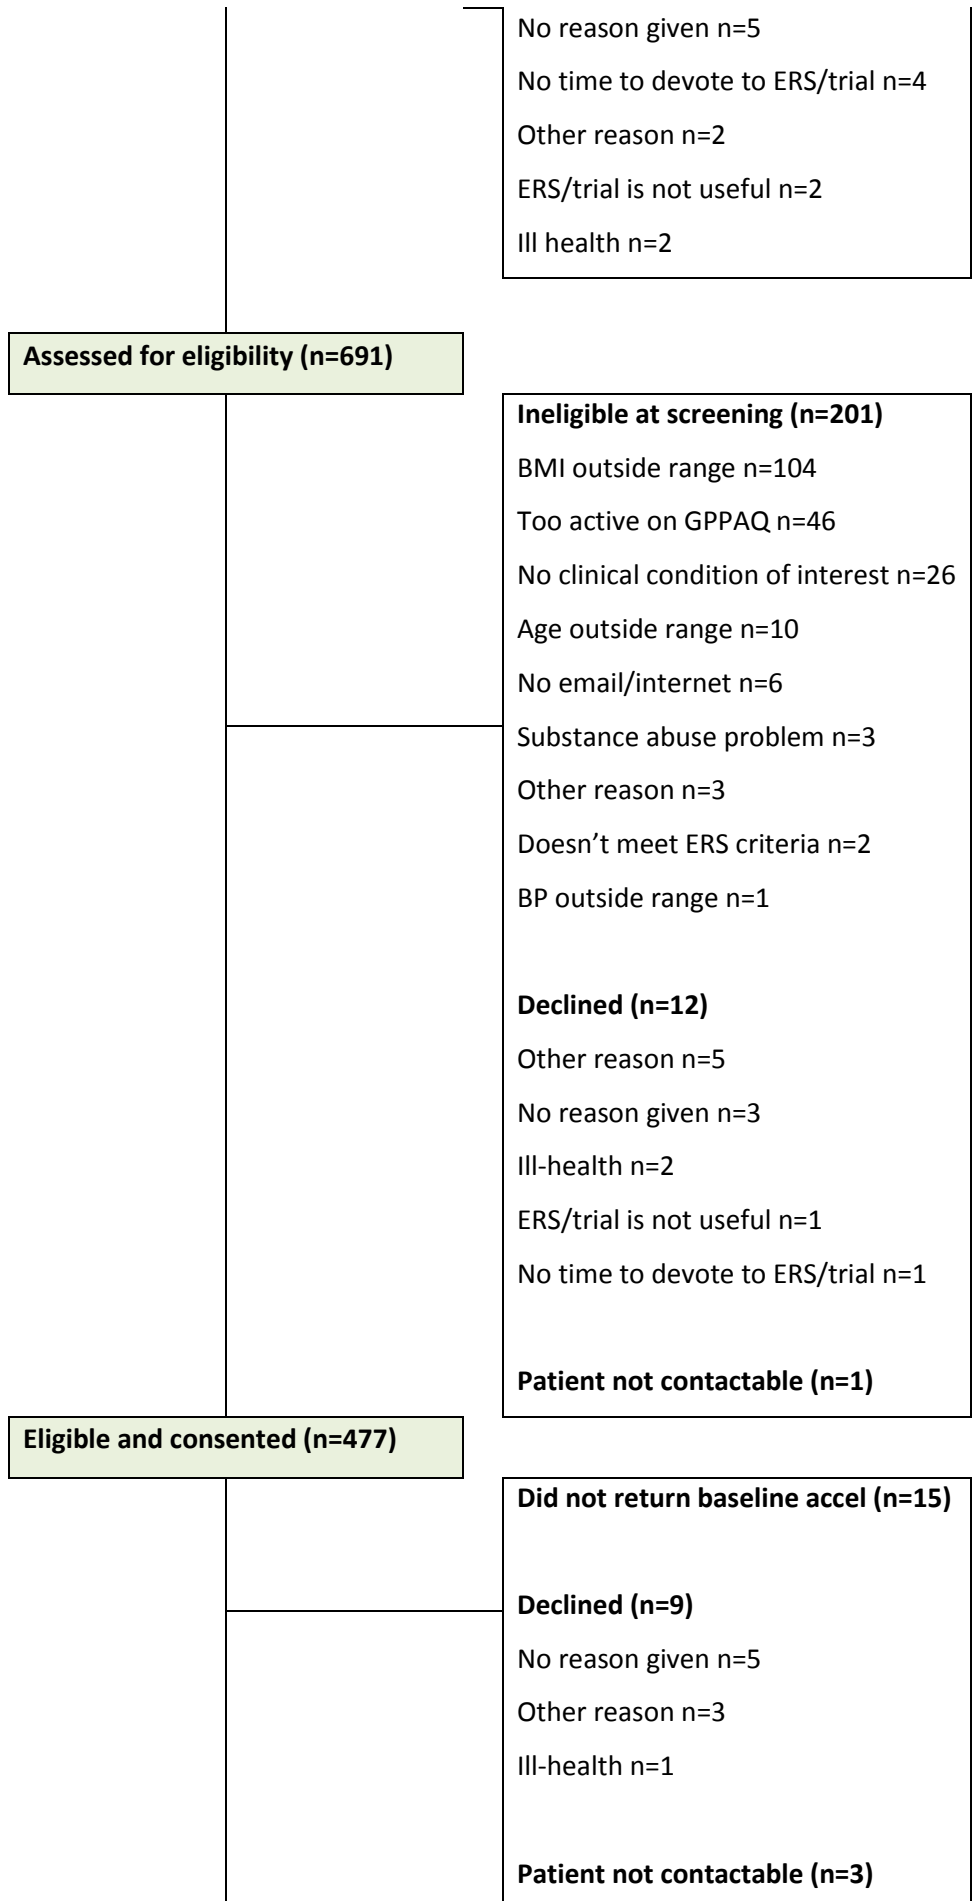 No reason given n=5
No time to devote to ERS/trial n=4
Other reason n=2
ERS/trial is not useful n=2
Ill health n=2
Assessed for eligibility (n=691)
Ineligible at screening (n=201)
BMI outside range n=104
Too active on GPPAQ n=46
No clinical condition of interest n=26
Age outside range n=10
No email/internet n=6
Substance abuse problem n=3
Other reason n=3
Doesn’t meet ERS criteria n=2
BP outside range n=1
Declined (n=12)
Other reason n=5
No reason given n=3
Ill-health n=2
ERS/trial is not useful n=1
No time to devote to ERS/trial n=1
Patient not contactable (n=1)
Eligible and consented (n=477)
Did not return baseline accel (n=15)
Declined (n=9)
No reason given n=5
Other reason n=3
Ill-health n=1
Patient not contactable (n=3)